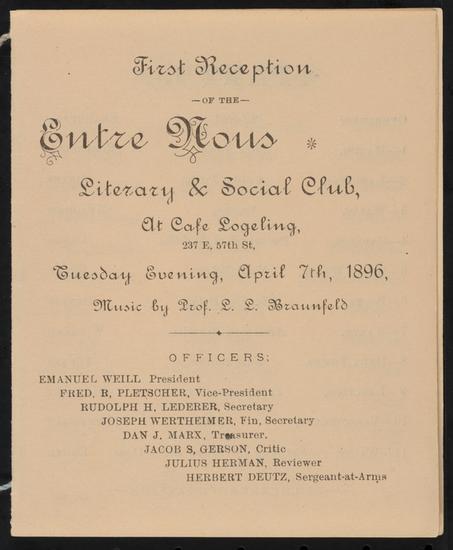 First Reception
—OF THE—
Entre Nous *
Literary & Social Club,
At Cafe Logeling,
237 E, 57th St,
Tuesday Evening, April 7th, 1896,
Music by Prof. L. L. Braunfeld
OFFICERS;
EMANUEL WEILL President
FRED. R, PLETSCHER, Vice-President
RUDOLPH H, LEDERER, Secretary
JOSEPH WERTHEIMER, Fin, Secretary
DAN J. MARX, Treasurer.
JACOB S, GERSON, Critic
JULIUS HERMAN, Reviewer
HERBERT DEUTZ, Sergeant-at-Arms